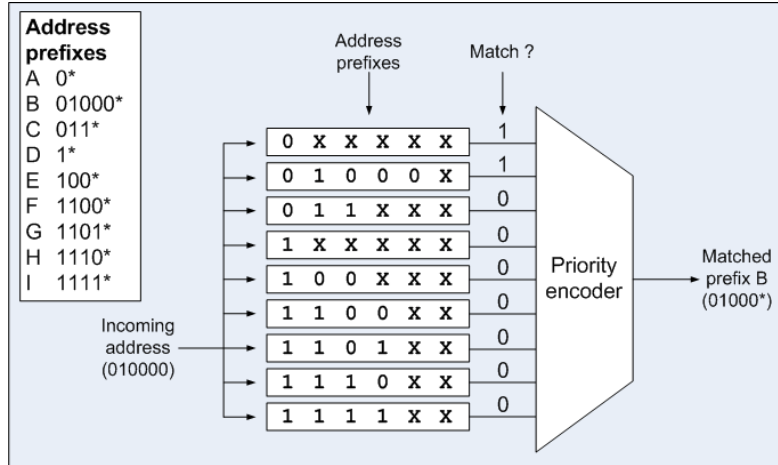 Address
prefixes
A 0*
B 01000*
C 011*
D 1*
E 100*
F 1100*
G 1101*
H 1110*
I 1111*
Address
prefixes
Match ?
0 X X X X X 1
0 1 0 0 0 X 1
0 1 1 X X X 0
1 X X X X X 0
1 0 0 X X X 0
1 1 0 0 X X 0
1 1 0 1 X X 0
1 1 1 0 X X 0
1 1 1 1 X X 0
Incoming
address
(010000)
Priority
encoder
Matched
prefix B
(01000*)